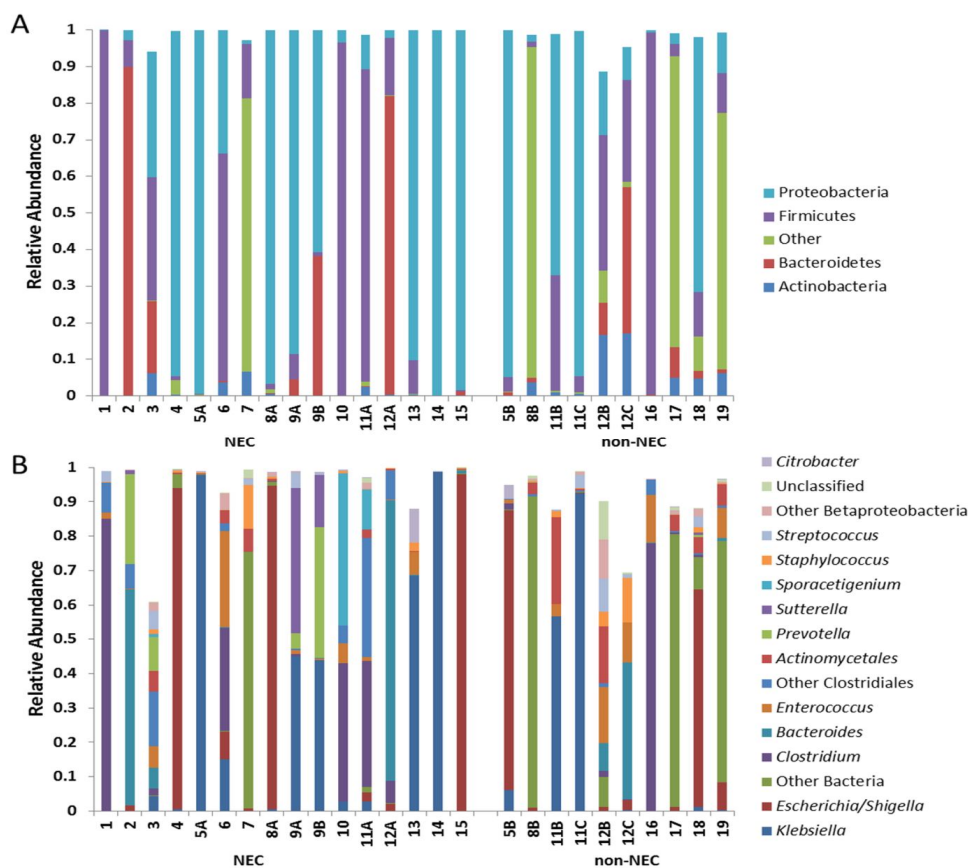 A
Relative Abundance
1
0.9
0.8
0.7
0.6
0.5
0.4
0.3
0.2
0.1
0
1 2 3 4 5A 6 7 8A 9A 9B 10 11A 12A 13 14 15 5B 8B 11B 11C 12B 12C 16 17 18 19
NEC non-NEC
Proteobacteria
Firmicutes
Other
Bacteroidetes
Actinobacteria
B
Relative Abundance
1
0.9
0.8
0.7
0.6
0.5
0.4
0.3
0.2
0.1
0
1 2 3 4 5A 6 7 8A 9A 9B 10 11A 12A 13 14 15 5B 8B 11B 11C 12B 12C 16 17 18 19
NEC non-NEC
Citrobacter
Unclassified
Other Betaproteobacteria
Streptococcus
Staphylococcus
Sporacetigenium
Sutterella
Prevotella
Actinomycetales
Other Clostridiales
Enterococcus
Bacteroides
Clostridium
Other Bacteria
Escherichia/Shigella
Klebsiella